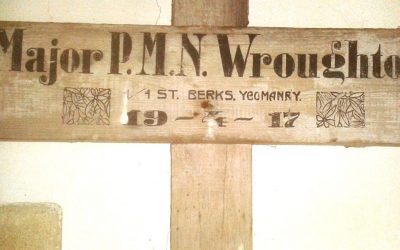 Major P.M.N. Wroughto
1/1 ST. BERKS. YEOMANRY.
19-4-17